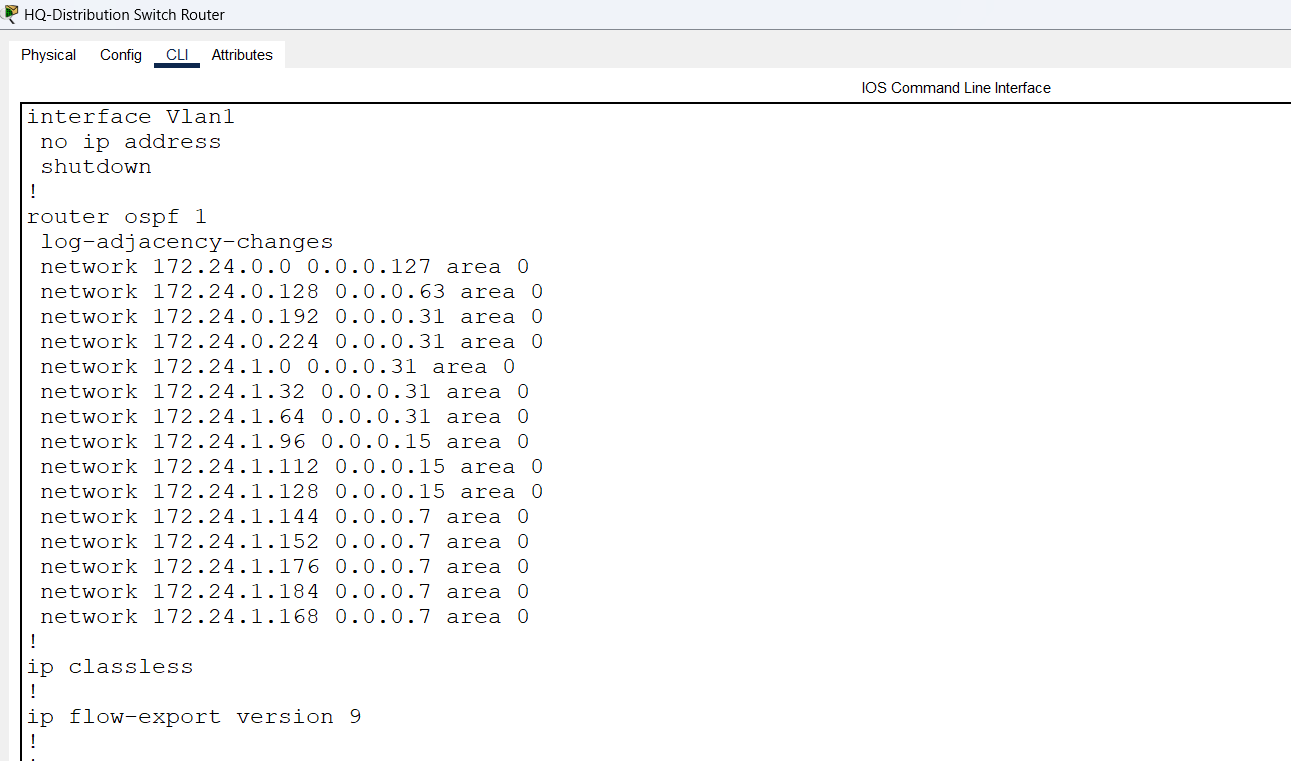 HQ-Distribution Switch Router
Physical Config CLI Attributes
IOS Command Line Interface
interface Vlan1
 no ip address
 shutdown
!
router ospf 1
 log-adjacency-changes
 network 172.24.0.0 0.0.0.127 area 0
 network 172.24.0.128 0.0.0.63 area 0
 network 172.24.0.192 0.0.0.31 area 0
 network 172.24.0.224 0.0.0.31 area 0
 network 172.24.1.0 0.0.0.31 area 0
 network 172.24.1.32 0.0.0.31 area 0
 network 172.24.1.64 0.0.0.31 area 0
 network 172.24.1.96 0.0.0.15 area 0
 network 172.24.1.112 0.0.0.15 area 0
 network 172.24.1.128 0.0.0.15 area 0
 network 172.24.1.144 0.0.0.7 area 0
 network 172.24.1.152 0.0.0.7 area 0
 network 172.24.1.176 0.0.0.7 area 0
 network 172.24.1.184 0.0.0.7 area 0
 network 172.24.1.168 0.0.0.7 area 0
!
ip classless
!
ip flow-export version 9
!